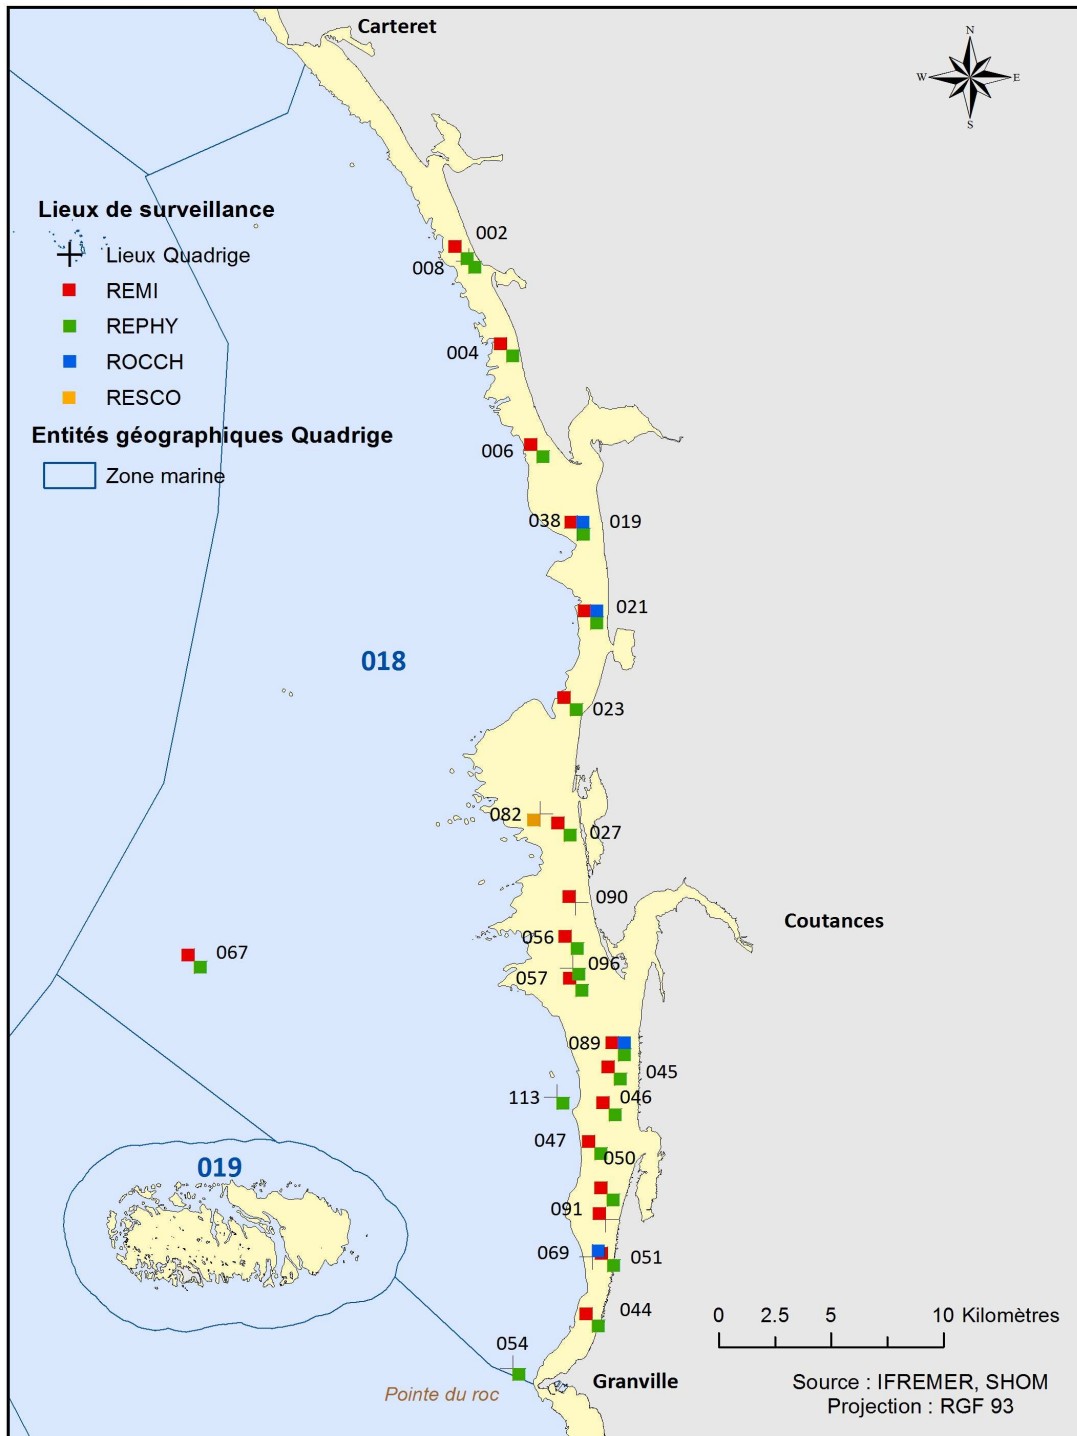 Carteret
N
W
E
S
Lieux de surveillance
Lieux Quadrige
REMI
REPHY
ROCCH
RESCO
Entités géographiques Quadrige
Zone marine
002
008
004
006
038
019
021
018
023
082
027
090
Coutances
056
067
096
057
089
045
113
046
047
050
019
091
069
051
044
0 2.5 5 10 Kilomètres
054
Granville
Pointe du roc
Source : IFREMER, SHOM
Projection : RGF 93